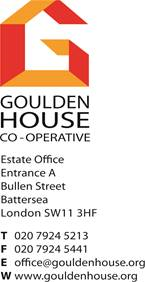 GOULDEN
HOUSE
CO-OPERATIVE
Estate Office
Entrance A
Bullen Street
Battersea
London SW11 3HF
T 020 7924 5213
F 020 7924 5441
E office@gouldenhouse.org
W www.gouldenhouse.org